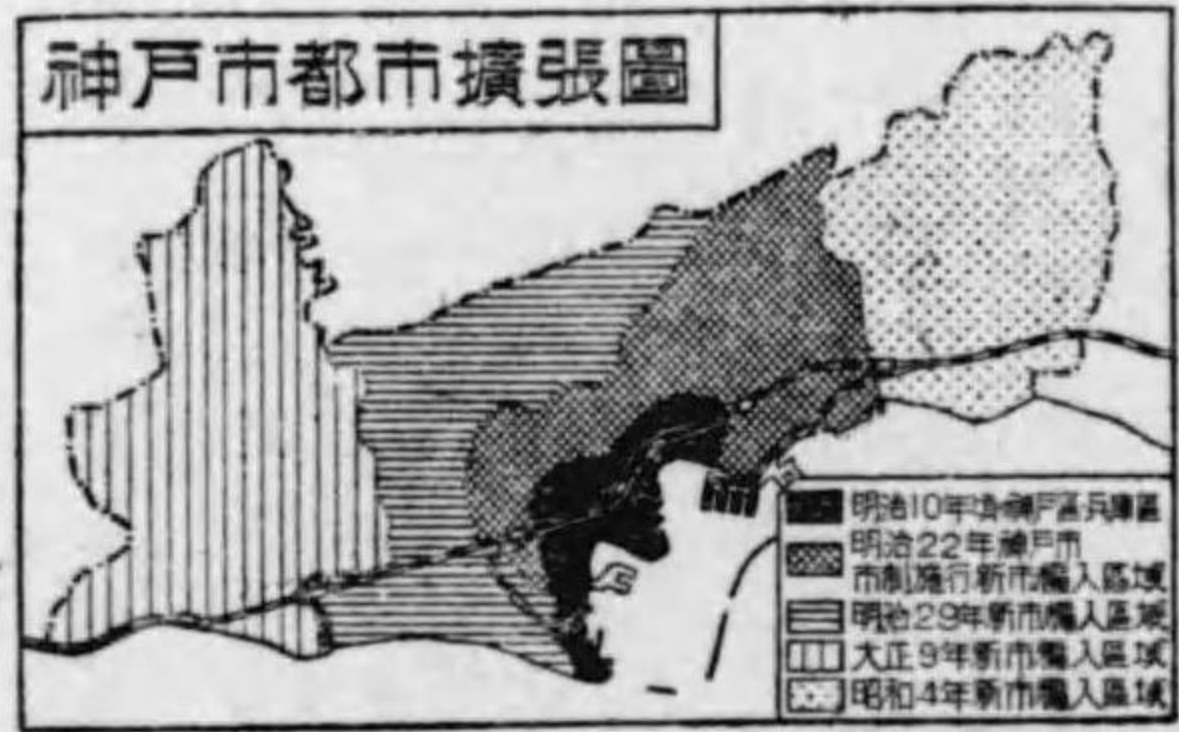 神戸市都市擴張圖
明治10年頃神戸區兵庫區
明治22年神戸市
市制施行新市編入區域
明治29年新市編入區域
大正9年新市編入區域
昭和4年新市編入區域